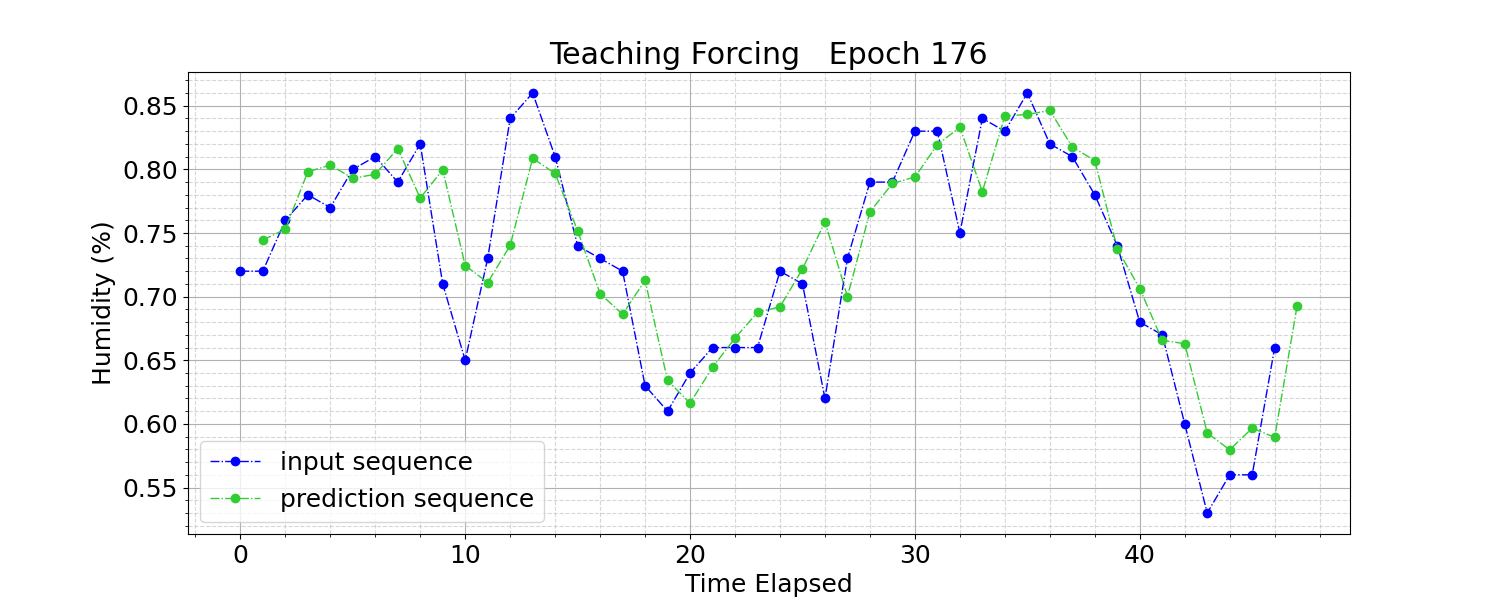 Teaching Forcing   Epoch 176
Humidity (%)
0.85
0.80
0.75
0.70
0.65
0.60
0.55
input sequence
prediction sequence
0 10 20 30 40
Time Elapsed